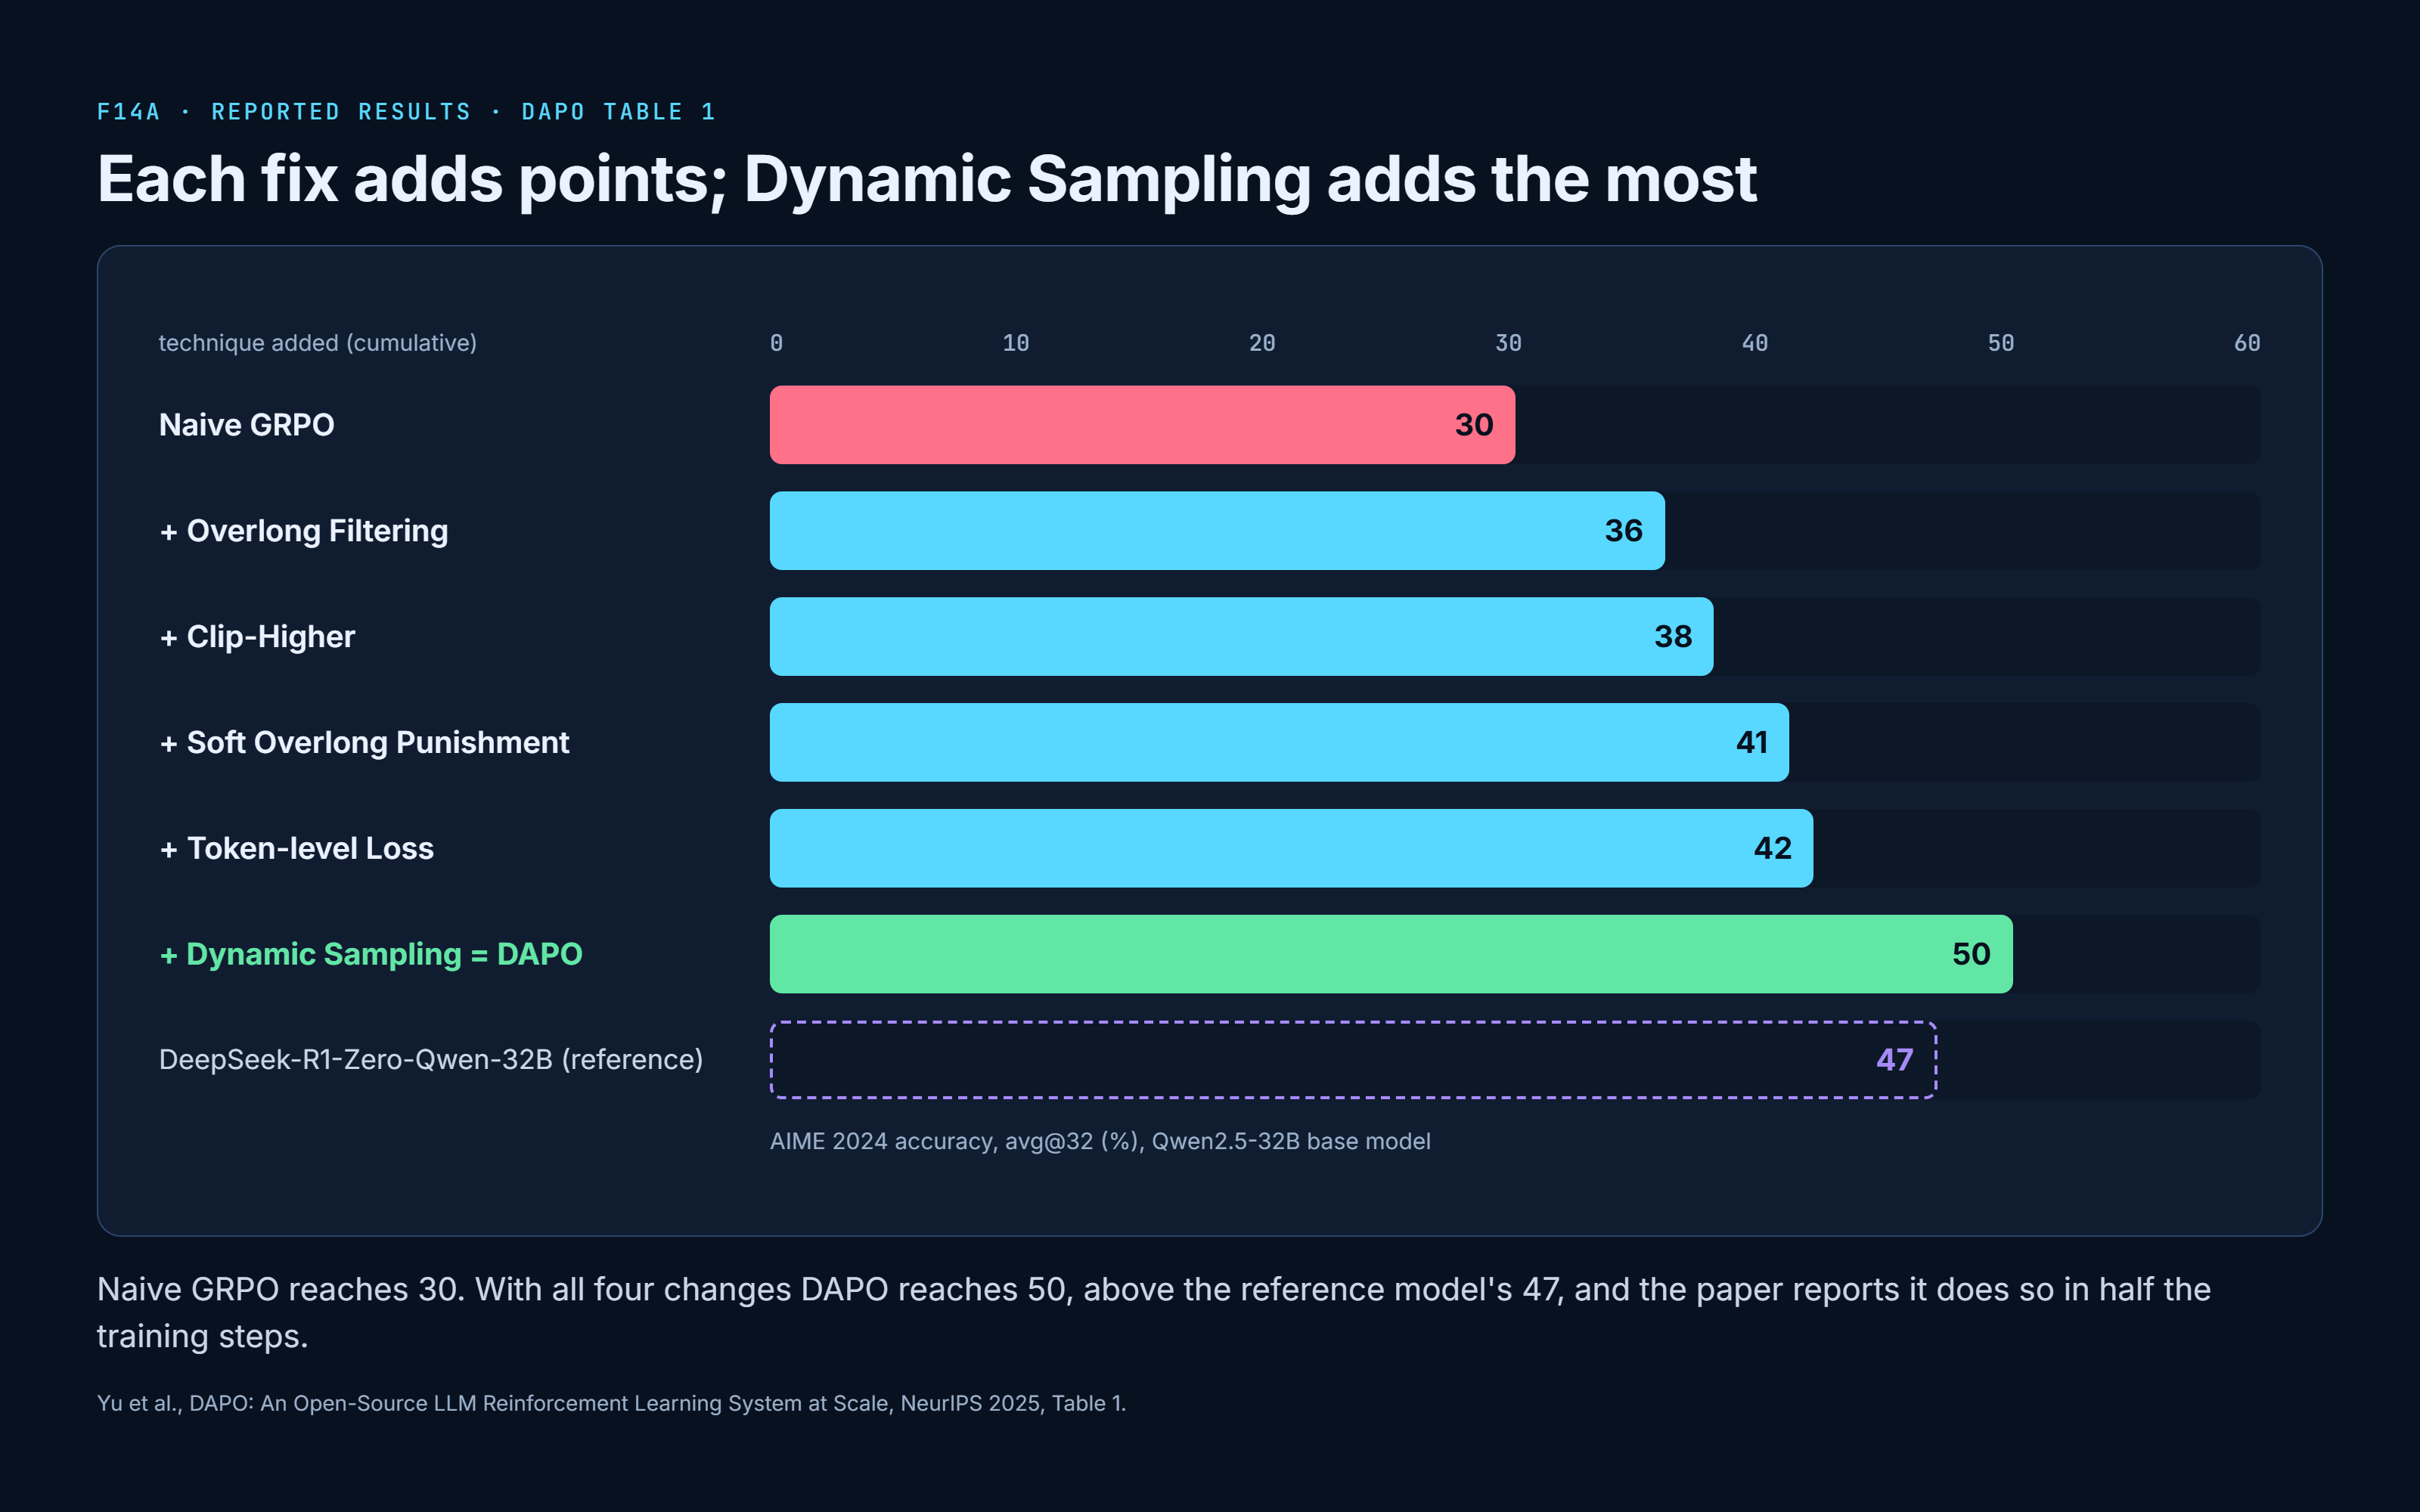 F14A · REPORTED RESULTS · DAPO TABLE 1
Each fix adds points; Dynamic Sampling adds the most
technique added (cumulative) 0 10 20 30 40 50 60
Naive GRPO 30
+ Overlong Filtering 36
+ Clip-Higher 38
+ Soft Overlong Punishment 41
+ Token-level Loss 42
+ Dynamic Sampling = DAPO 50
DeepSeek-R1-Zero-Qwen-32B (reference) 47
AIME 2024 accuracy, avg@32 (%), Qwen2.5-32B base model
Naive GRPO reaches 30. With all four changes DAPO reaches 50, above the reference model's 47, and the paper reports it does so in half the
training steps.
Yu et al., DAPO: An Open-Source LLM Reinforcement Learning System at Scale, NeurIPS 2025, Table 1.